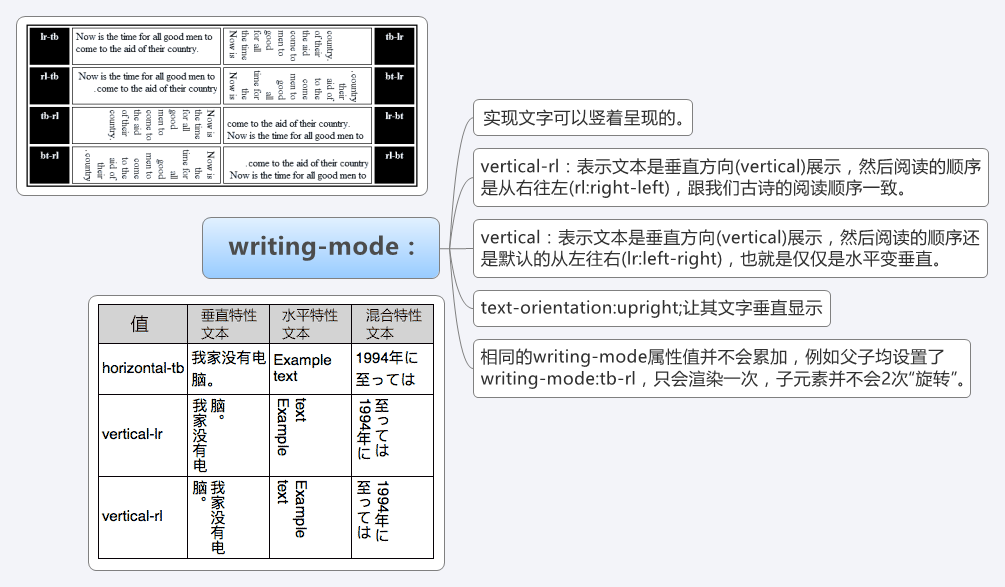 lr-tb
Now is the time for all good men to
come to the aid of their country.
Now is
the time
for all
good
men to
come to
the aid
of their
country.
tb-lr
rl-tb
Now is the time for all good men to
.come to the aid of their country
Now is
the
time for
all
good
men to
come
to the
aid of
their
.country
bt-lr
tb-rl
Now is
the time
for all
good
men to
come to
the aid
of their
country.
come to the aid of their country.
Now is the time for all good men to
lr-bt
bt-rl
Now is
the
time for
all
good
men to
come
to the
aid of
their
.country
.come to the aid of their country
Now is the time for all good men to
rl-bt
writing-mode：
实现文字可以竖着呈现的。
vertical-rl：表示文本是垂直方向(vertical)展示，然后阅读的顺序
是从右往左(rl:right-left)，跟我们古诗的阅读顺序一致。
vertical：表示文本是垂直方向(vertical)展示，然后阅读的顺序还
是默认的从左往右(lr:left-right)，也就是仅仅是水平变垂直。
text-orientation:upright;让其文字垂直显示
相同的writing-mode属性值并不会累加，例如父子均设置了
writing-mode:tb-rl，只会渲染一次，子元素并不会2次“旋转”。
值
垂直特性
文本
水平特性
文本
混合特性
文本
horizontal-tb
我家没有电
脑。
Example
text
1994年に
至っては
vertical-lr
我家没有电
脑。
Example
text
1994年に
至っては
vertical-rl
我家没有电
脑。
Example
text
1994年に
至っては